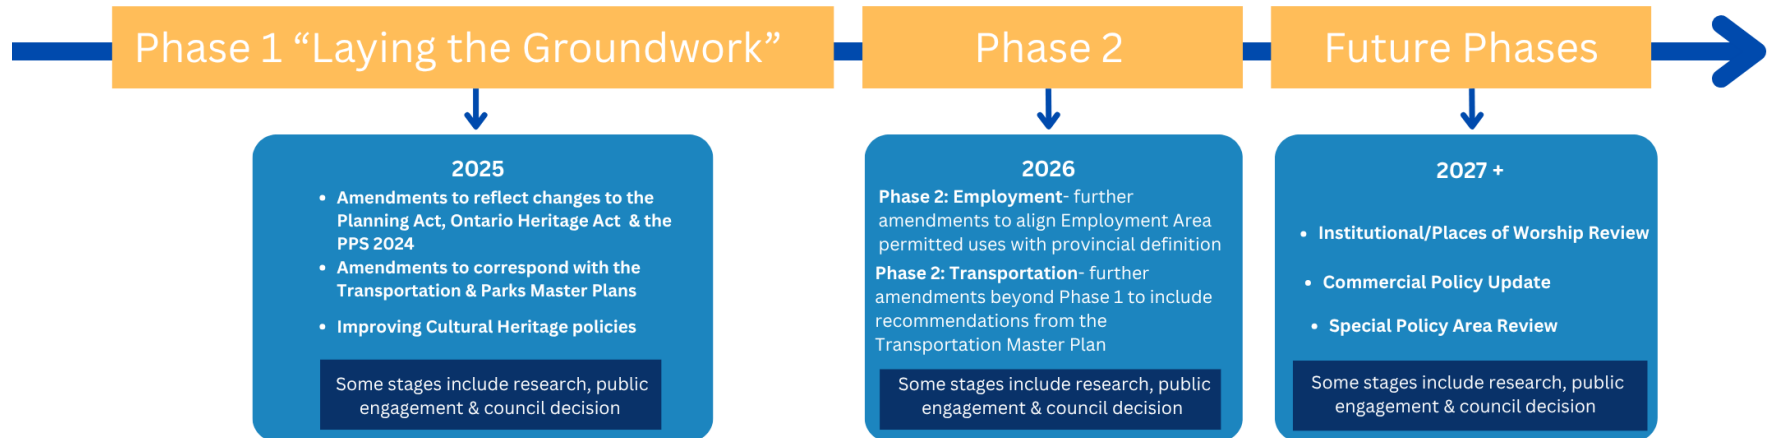 Phase 1 “Laying the Groundwork”
Phase 2
Future Phases
2025
• Amendments to reflect changes to the
Planning Act, Ontario Heritage Act & the
PPS 2024
• Amendments to correspond with the
Transportation & Parks Master Plans
• Improving Cultural Heritage policies
Some stages include research, public
engagement & council decision
2026
Phase 2: Employment- further
amendments to align Employment Area
permitted uses with provincial definition
Phase 2: Transportation- further
amendments beyond Phase 1 to include
recommendations from the
Transportation Master Plan
Some stages include research, public
engagement & council decision
2027 +
• Institutional/Places of Worship Review
• Commercial Policy Update
• Special Policy Area Review
Some stages include research, public
engagement & council decision